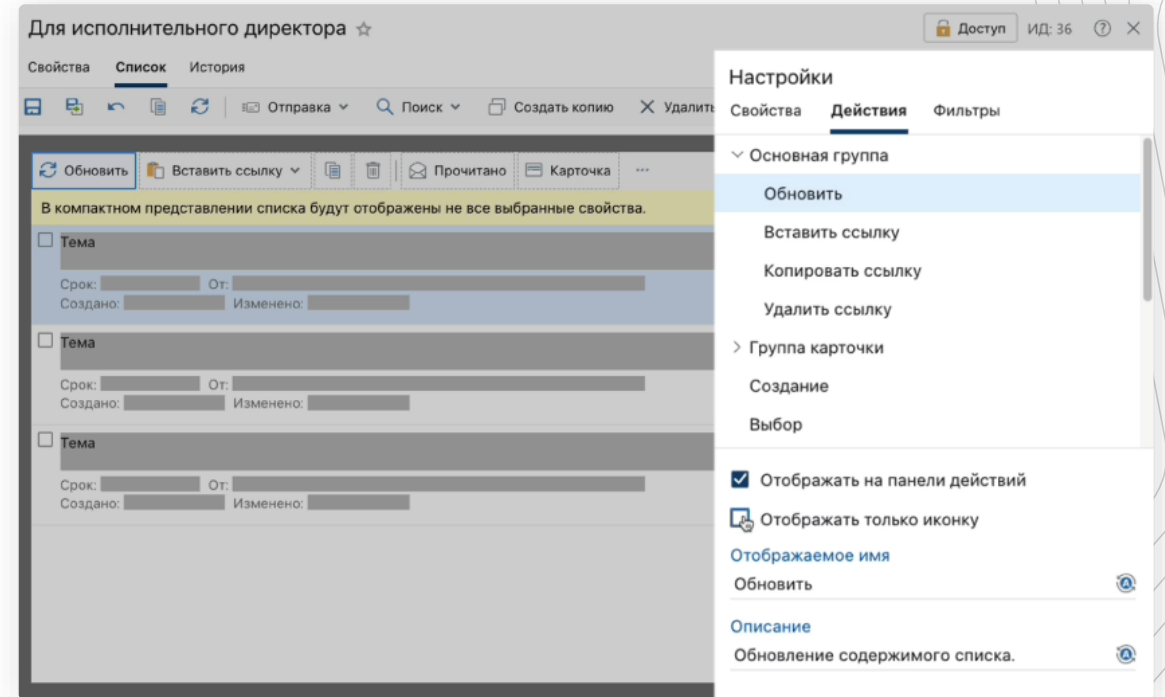 Для исполнительного директора
Доступ ИД: 36
Свойства Список История
Отправка Поиск Создать копию Удалить
Обновить Вставить ссылку Прочитано Карточка ...
В компактном представлении списка будут отображены не все выбранные свойства.
Тема
Срок: От:
Создано: Изменено:
Тема
Срок: От:
Создано: Изменено:
Тема
Срок: От:
Создано: Изменено:
Настройки
Свойства Действия Фильтры
Основная группа
Обновить
Вставить ссылку
Копировать ссылку
Удалить ссылку
Группа карточки
Создание
Выбор
Отображать на панели действий
Отображать только иконку
Отображаемое имя
Обновить
Описание
Обновление содержимого списка.